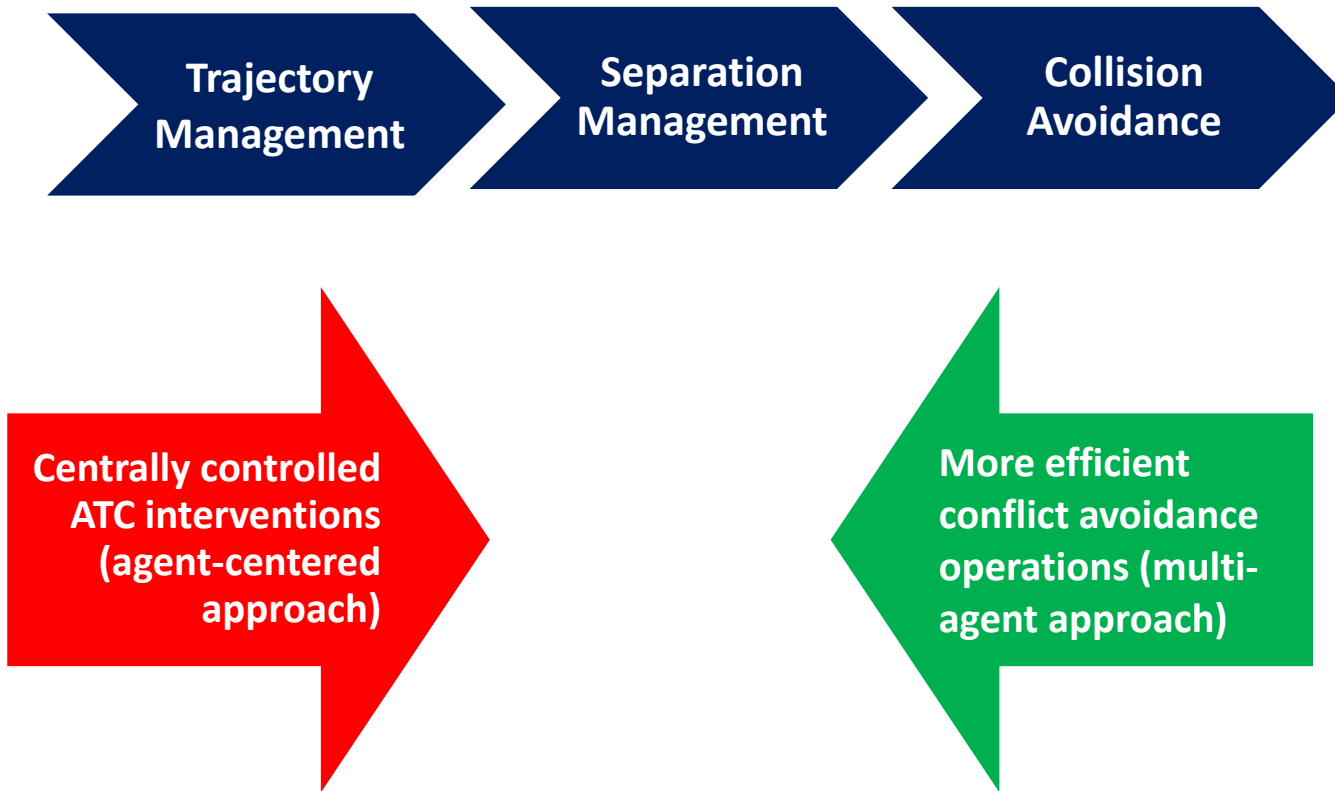 Trajectory
Management
Separation
Management
Collision
Avoidance
Centrally controlled
ATC interventions
(agent-centered
approach)
More efficient
conflict avoidance
operations (multi-
agent approach)